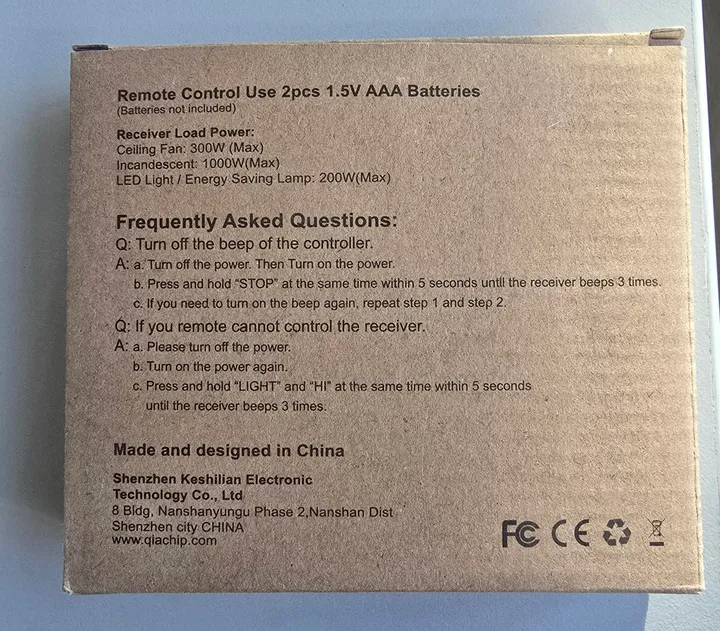 Remote Control Use 2pcs 1.5V AAA Batteries
(Batteries not included)
Receiver Load Power:
Ceiling Fan: 300W (Max)
Incandescent: 1000W(Max)
LED Light / Energy Saving Lamp: 200W(Max)
Frequently Asked Questions:
Q: Turn off the beep of the controller.
A: a. Turn off the power. Then Turn on the power.
b. Press and hold “STOP” at the same time within 5 seconds until the receiver beeps 3 times.
c. If you need to turn on the beep again, repeat step 1 and step 2.
Q: If you remote cannot control the receiver.
A: a. Please turn off the power.
b. Turn on the power again.
c. Press and hold “LIGHT” and “HI” at the same time within 5 seconds
until the receiver beeps 3 times.
Made and designed in China
Shenzhen Keshilian Electronic
Technology Co., Ltd
8 Bldg, Nanshanyungu Phase 2,Nanshan Dist
Shenzhen city CHINA
www.qiachip.com
FC CE